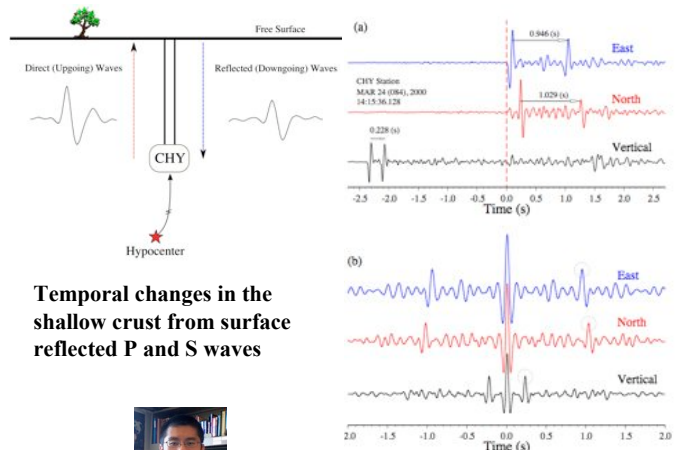 Free Surface
Direct (Upgoing) Waves
Reflected (Downgoing) Waves
CHY
Hypocenter
Temporal changes in the
shallow crust from surface
reflected P and S waves
(a)
0.946 (s)
East
CHY Station
MAR 24 (084), 2000
14:15:36.128
1.029 (s)
North
0.228 (s)
Vertical
-2.5 -2.0 -1.5 -1.0 -0.5 0.0 0.5 1.0 1.5 2.0 2.5
Time (s)
(b)
East
North
Vertical
2.0 -1.5 -1.0 -0.5 0.0 0.5 1.0 1.5 2.0
Time (s)